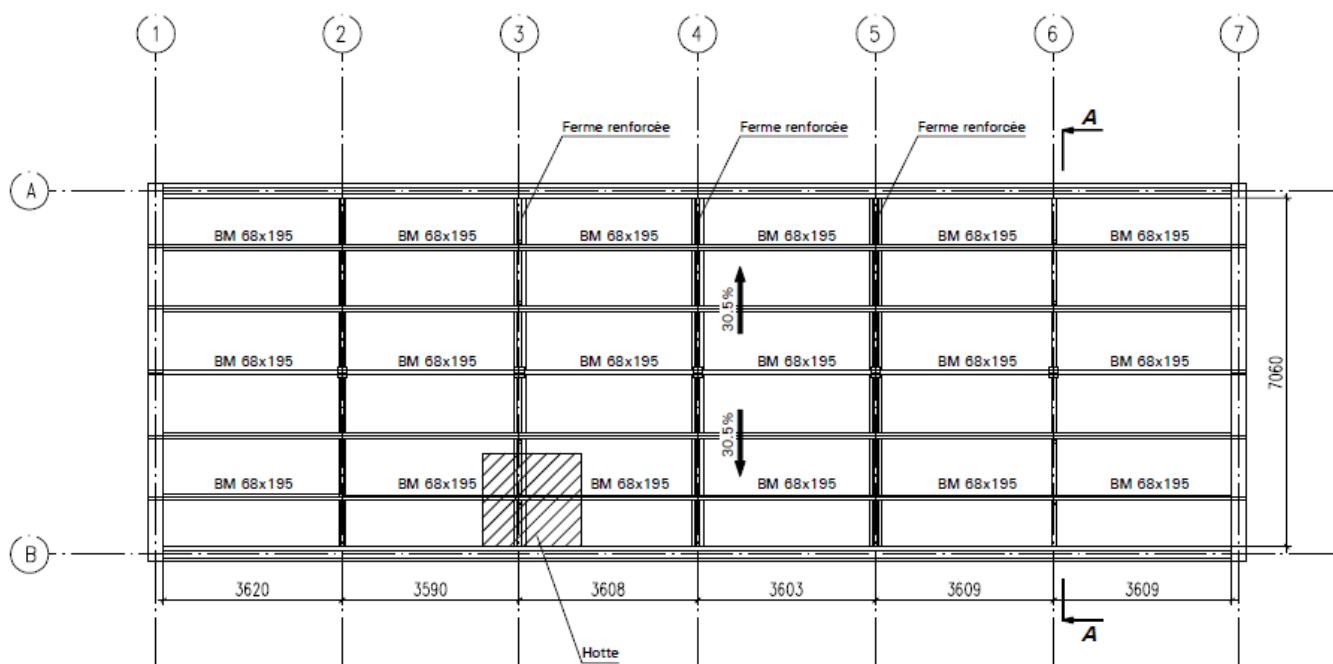 1 2 3 4 5 6 7
Ferme renforcée Ferme renforcée Ferme renforcée
A
A
BM 68x195 BM 68x195 BM 68x195 BM 68x195 BM 68x195 BM 68x195
30.5%
BM 68x195 BM 68x195 BM 68x195 BM 68x195 BM 68x195 BM 68x195
7060
30.5%
BM 68x195 BM 68x195 BM 68x195 BM 68x195 BM 68x195 BM 68x195
B
3620 3590 3608 3603 3609 3609
A
Hotte